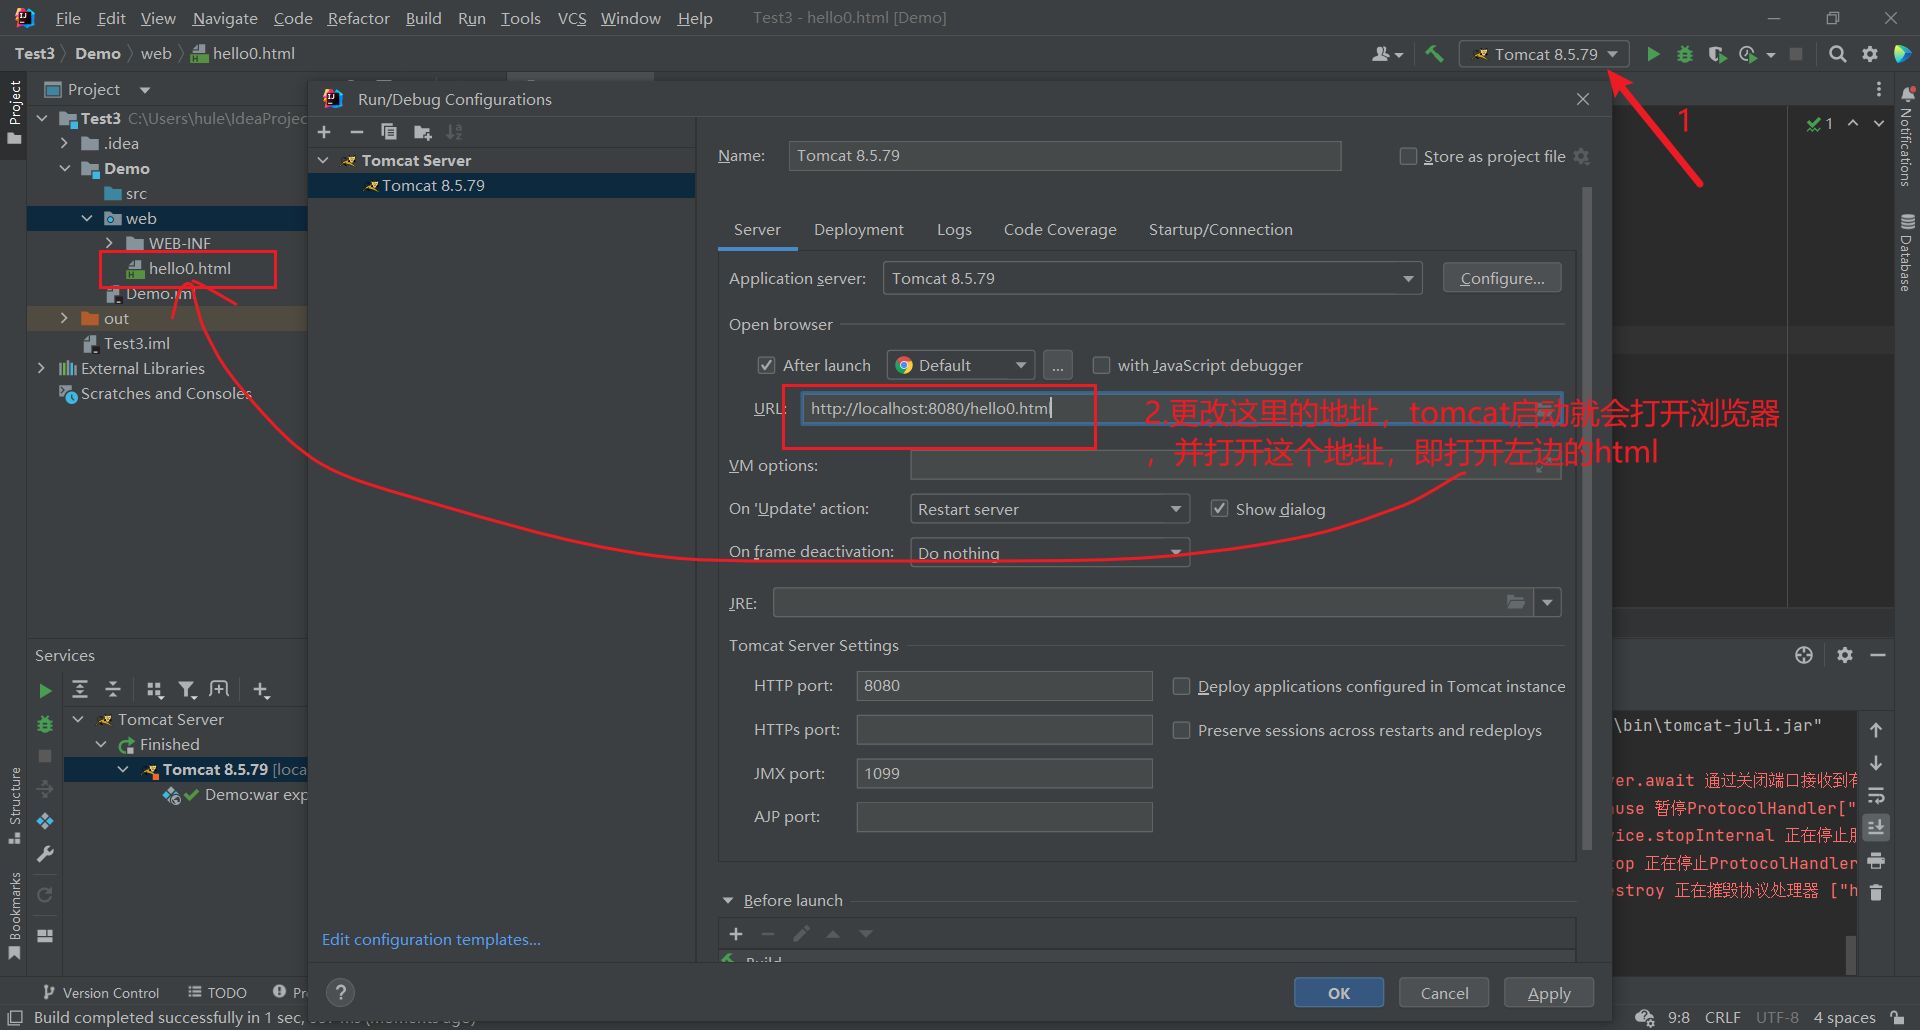 File Edit View Navigate Code Refactor Build Run Tools VCS Window Help Test3 - hello0.html [Demo]
Test3 Demo web hello0.html
Tomcat 8.5.79
Project
Project
Test3 C:\Users\hule\IdeaProjec
.idea
Demo
src
web
WEB-INF
hello0.html
Demo.im
out
Test3.iml
External Libraries
Scratches and Consoles
Run/Debug Configurations
Tomcat Server
Tomcat 8.5.79
Edit configuration templates...
Name: Tomcat 8.5.79 Store as project file
Server Deployment Logs Code Coverage Startup/Connection
Application server: Tomcat 8.5.79 Configure...
Open browser
After launch Default ... with JavaScript debugger
URL: http://localhost:8080/hello0.html
2.更改这里的地址，tomcat启动就会打开浏览器
，并打开这个地址，即打开左边的html
VM options:
On 'Update' action: Restart server Show dialog
On frame deactivation: Do nothing
JRE:
Tomcat Server Settings
HTTP port: 8080 Deploy applications configured in Tomcat instance
HTTPs port: Preserve sessions across restarts and redeploys
JMX port: 1099
AJP port:
Before launch
Build
? OK Cancel Apply
1
1
Notifications
Database
Services
Tomcat Server
Finished
Tomcat 8.5.79 [loca
Demo:war exp
Structure
Bookmarks
\bin\tomcat-juli.jar"
ver.await 通过关闭端口接收到有
ause 暂停ProtocolHandler["
vice.stopInternal 正在停止服
top 正在停止ProtocolHandler
estroy 正在摧毁协议处理器 ["h
Version Control TODO Pr
Build completed successfully in 1 sec,
9:8 CRLF UTF-8 4 spaces